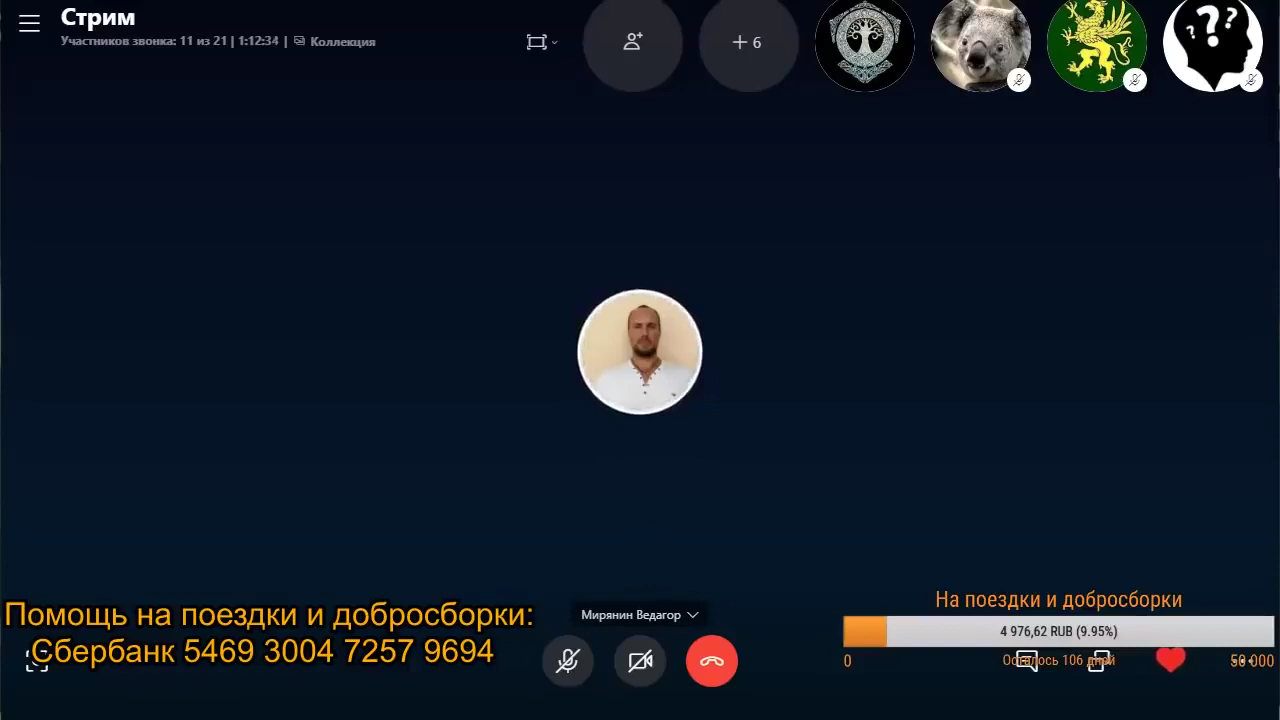 Стрим
Участников звонка: 11 из 21 | 1:12:34 | Коллекция
+ 6
Мирянин Ведагор
Помощь на поездки и добросборки:
Сбербанк 5469 3004 7257 9694
На поездки и добросборки
4 976,62 RUB (9.95%)
0
Осталось 106 дней
50 000